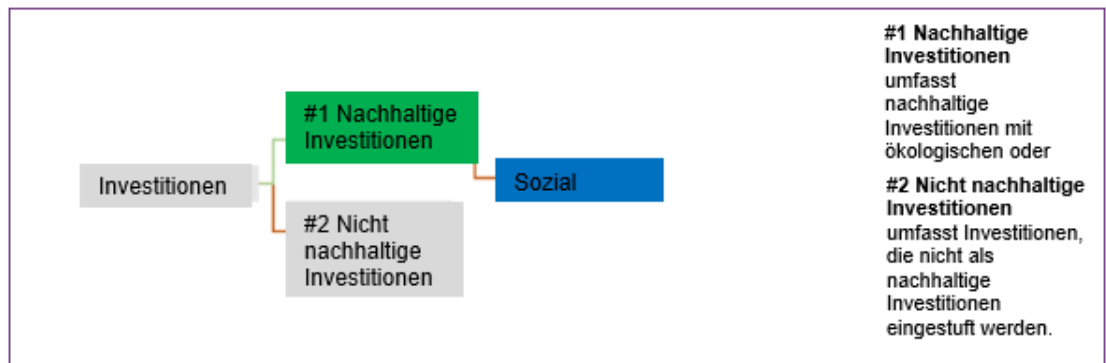 Investitionen
#1 Nachhaltige
Investitionen
#2 Nicht
nachhaltige
Investitionen
Sozial
#1 Nachhaltige
Investitionen
umfasst
nachhaltige
Investitionen mit
ökologischen oder
#2 Nicht nachhaltige
Investitionen
umfasst Investitionen,
die nicht als
nachhaltige
Investitionen
eingestuft werden.